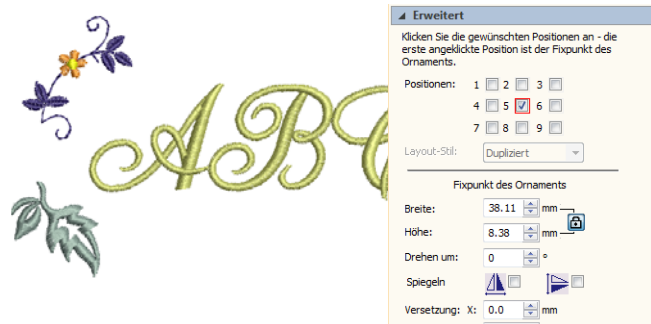 Erweitert
Klicken Sie die gewünschten Positionen an - die
erste angeklickte Position ist der Fixpunkt des
Ornaments.
Positionen: 1 2 3
4 5 6
7 8 9
Layout-Stil: Dupliziert
Fixpunkt des Ornaments
Breite: 38.11 mm
Höhe: 8.38 mm
Drehen um: 0 °
Spiegeln
Versetzung: X: 0.0 mm
ABC